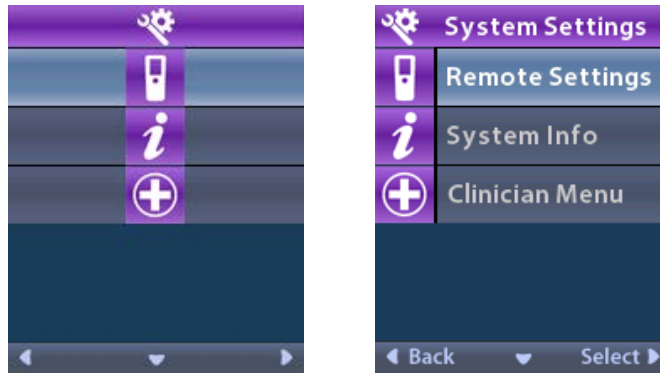 System Settings
Remote Settings
System Info
Clinician Menu
Back Select